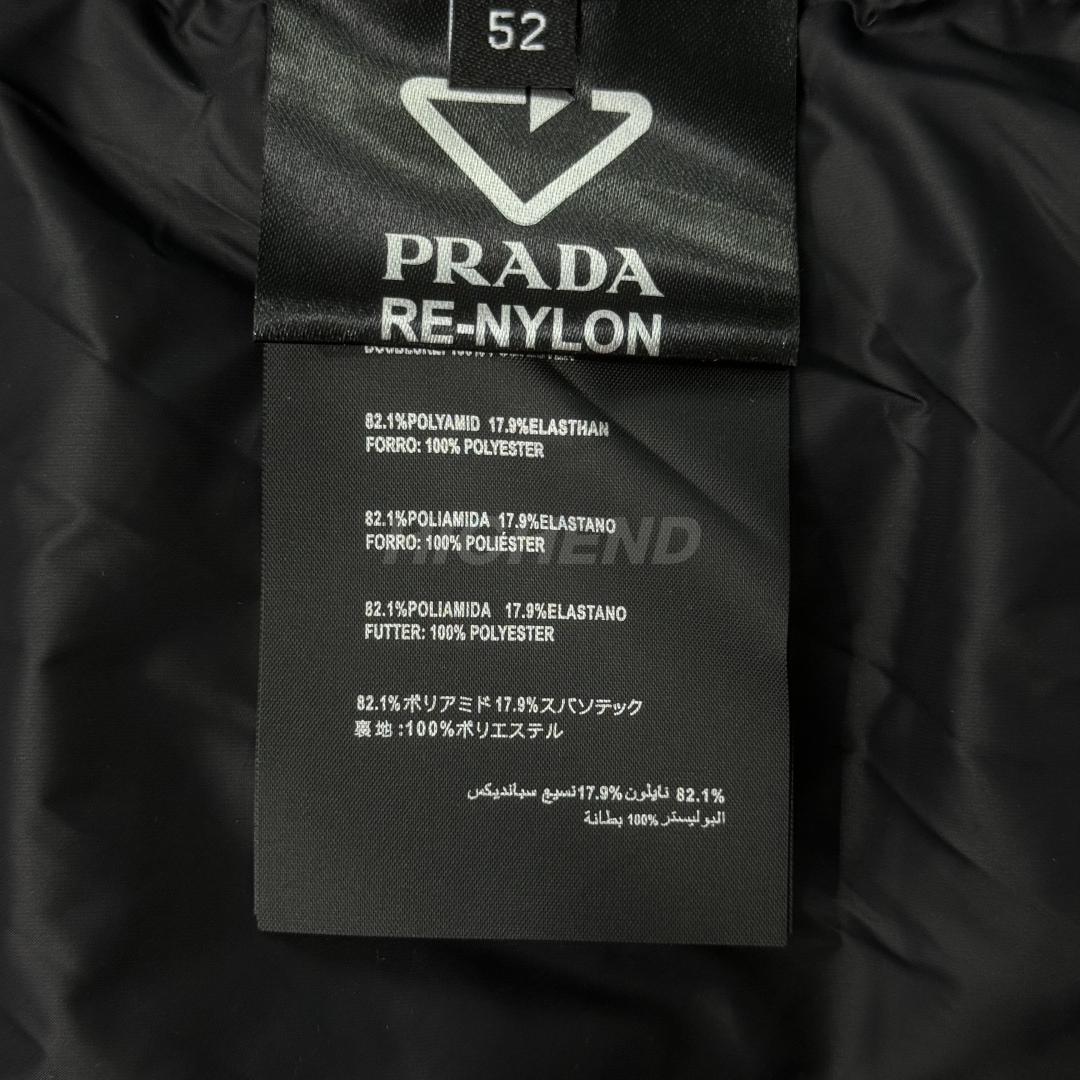 52
PRADA
RE-NYLON
82.1%POLYAMID 17.9%ELASTHAN
FORRO: 100% POLYESTER
82.1%POLIAMIDA 17.9%ELASTANO
FORRO: 100% POLIÉSTER
82.1%POLIAMIDA 17.9%ELASTANO
FUTTER: 100% POLYESTER
82.1%ポリアミド 17.9%スパソテック
裏地:100%ポリエステル
82.1% نايلون 17.9%نسيع سبانديكس
البوليستر 100% بطانة